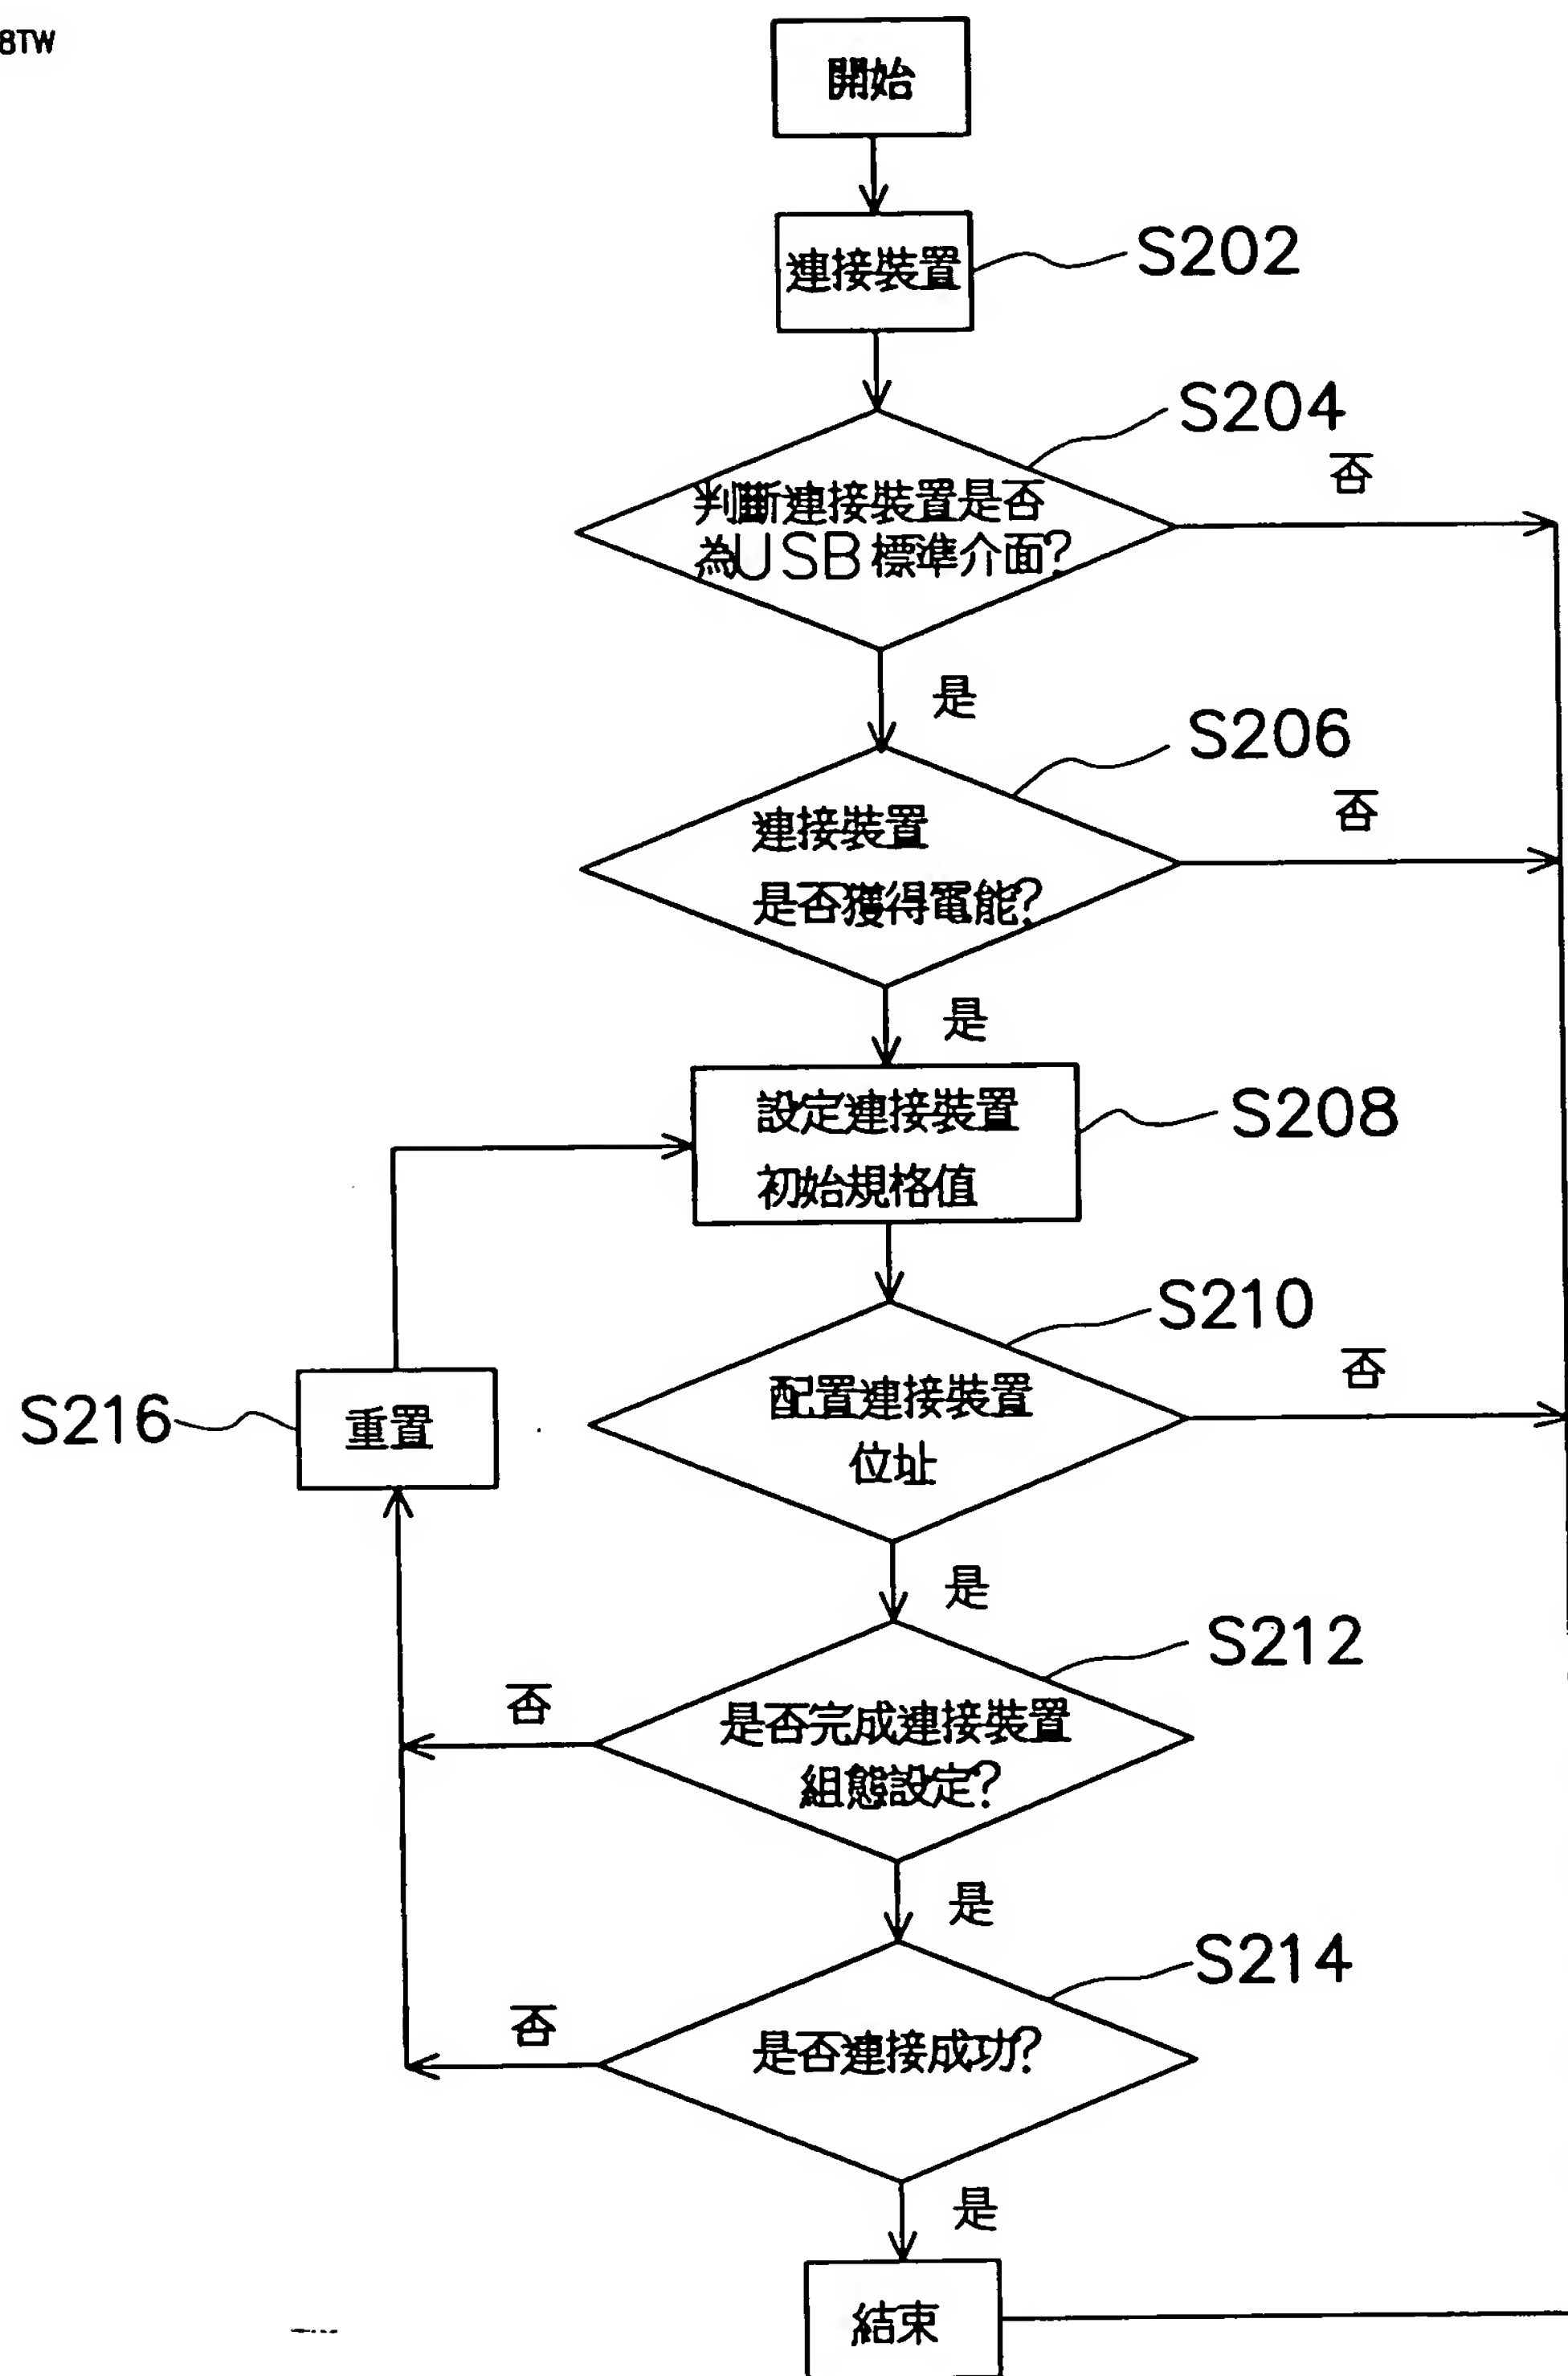 8TW
開始
連接裝置
S202
S204
否
判斷連接裝置是否
為USB標準介面?
是
S206
否
連接裝置
是否獲得電能?
是
設定連接裝置
初始規格值
S208
S210
否
配置連接裝置
位址
S216
重置
是
S212
否
是否完成連接裝置
組態設定?
是
S214
否
是否連接成功?
是
結束